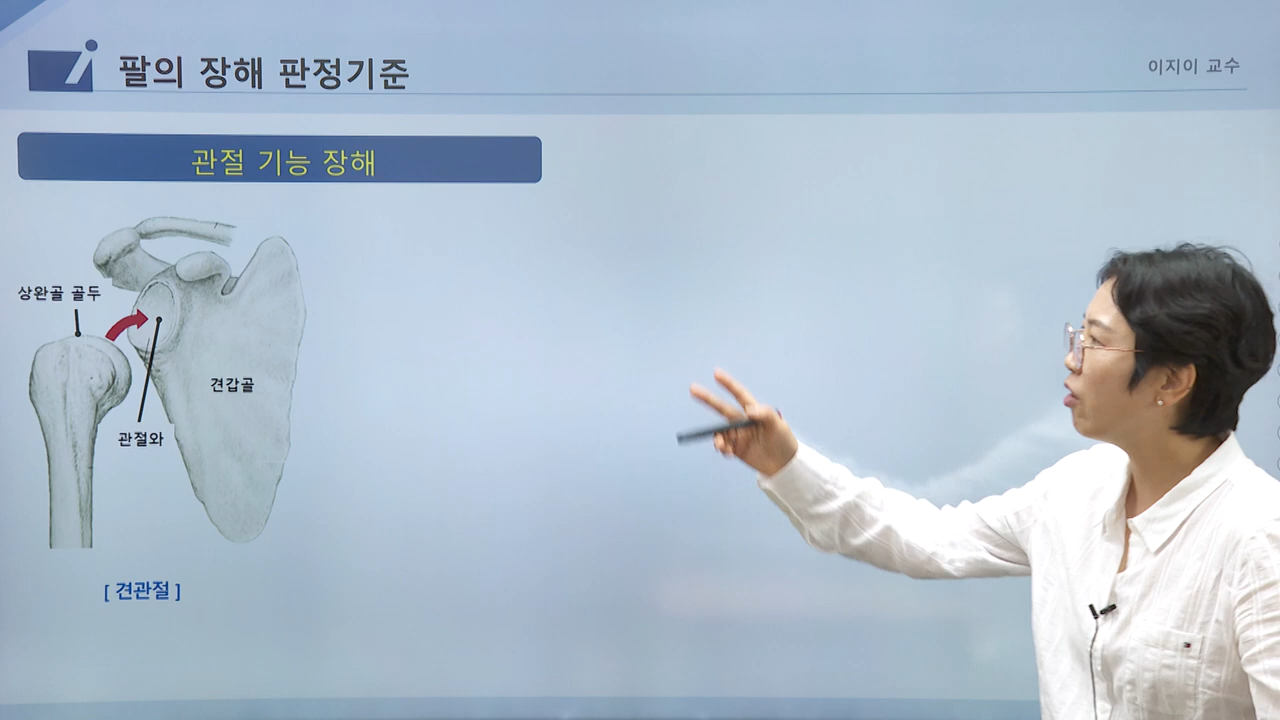 팔의 장해 판정기준
이지이 교수
관절 기능 장해
상완골 골두
견갑골
관절와
[ 견관절 ]